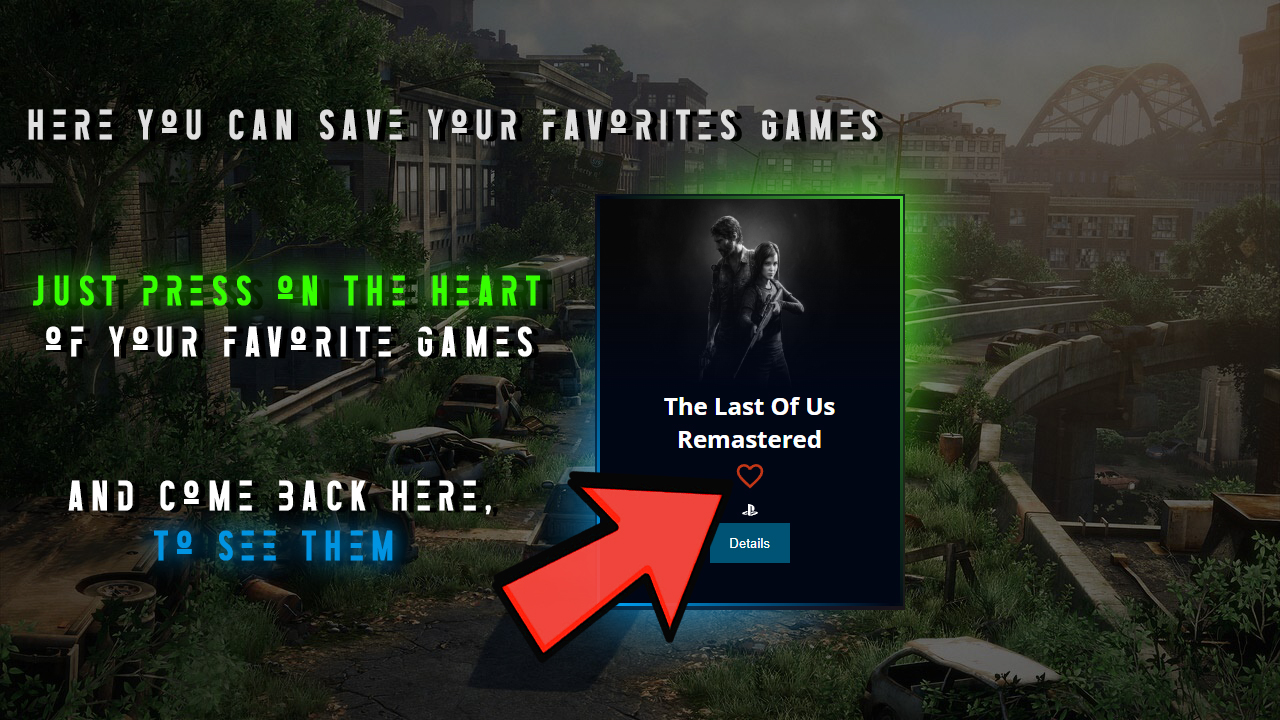 HERE YOU CAN SAVE YOUR FAVORITES GAMES
JUST PRESS ON THE HEART
OF YOUR FAVORITE GAMES
The Last Of Us
Remastered
Details
AND COME BACK HERE,
TO SEE THEM